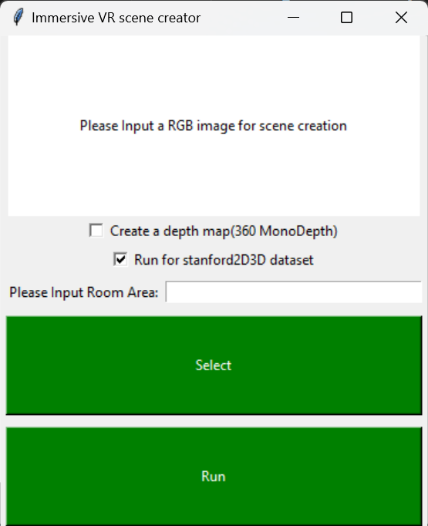 Immersive VR scene creator
Please Input a RGB image for scene creation
Create a depth map(360 MonoDepth)
Run for stanford2D3D dataset
Please Input Room Area:
Select
Run